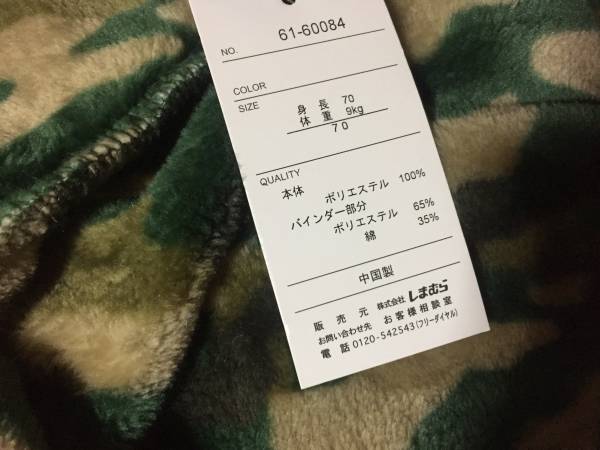 NO. 61-60084
COLOR
SIZE
身長 70
体重 9kg
70
QUALITY
本体 ポリエステル 100%
バインダー部分
ポリエステル 65%
綿 35%
中国製
販売元 株式会社 しまむら
お問い合わせ先 お客様相談室
電話 0120-542543(フリーダイヤル)